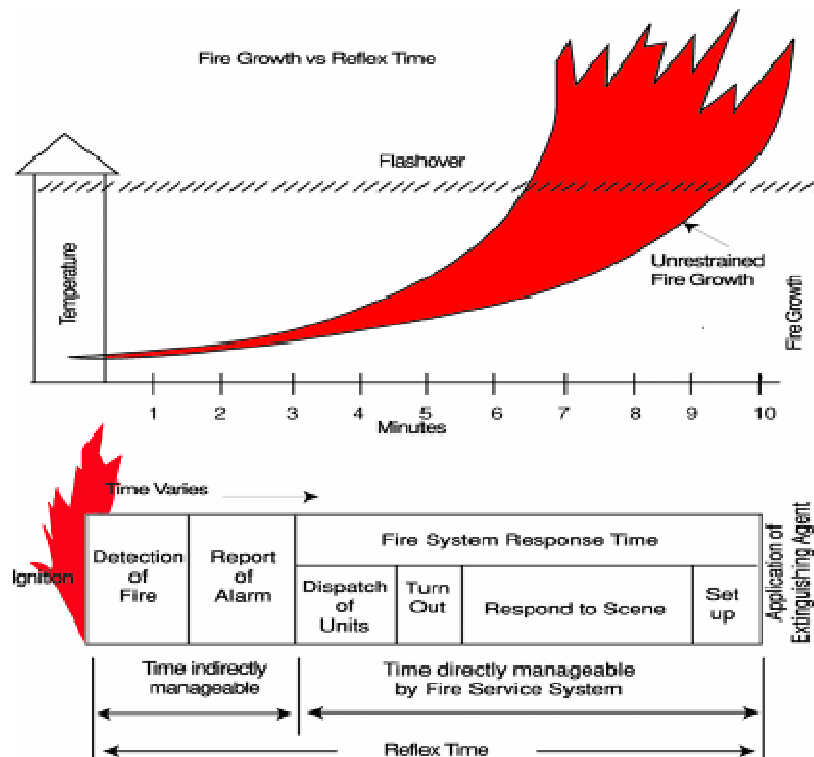 Fire Growth vs Reflex Time
Flashover
Temperature
Unrestrained
Fire Growth
Fire Growth
1 2 3 4 5 6 7 8 9 10
Minutes
Time Varies
Ignition
Detection
of
Fire
Report
of
Alarm
Fire System Response Time
Dispatch
of
Units
Turn
Out
Respond to Scene
Set
up
Application of
Extinguishing Agent
Time indirectly
manageable
Time directly manageable
by Fire Service System
Reflex Time